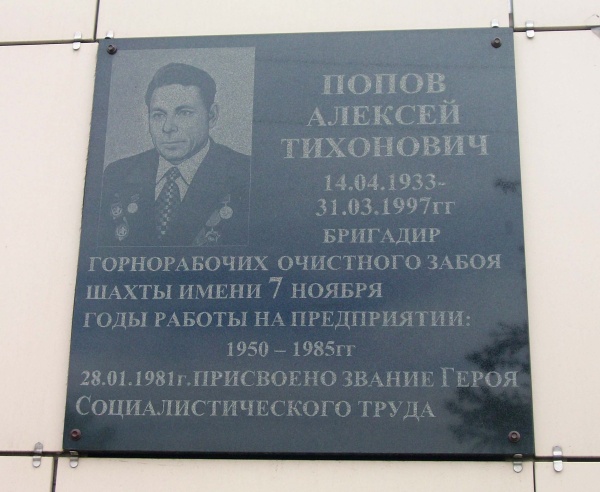 ПОПОВ
АЛЕКСЕЙ
ТИХОНОВИЧ
14.04.1933-
31.03.1997гг
БРИГАДИР
ГОРНОРАБОЧИХ ОЧИСТНОГО ЗАБОЯ
ШАХТЫ ИМЕНИ 7 НОЯБРЯ
ГОДЫ РАБОТЫ НА ПРЕДПРИЯТИИ:
1950 – 1985гг
28.01.1981г.ПРИСВОЕНО ЗВАНИЕ ГЕРОЯ
СОЦИАЛИСТИЧЕСКОГО ТРУДА